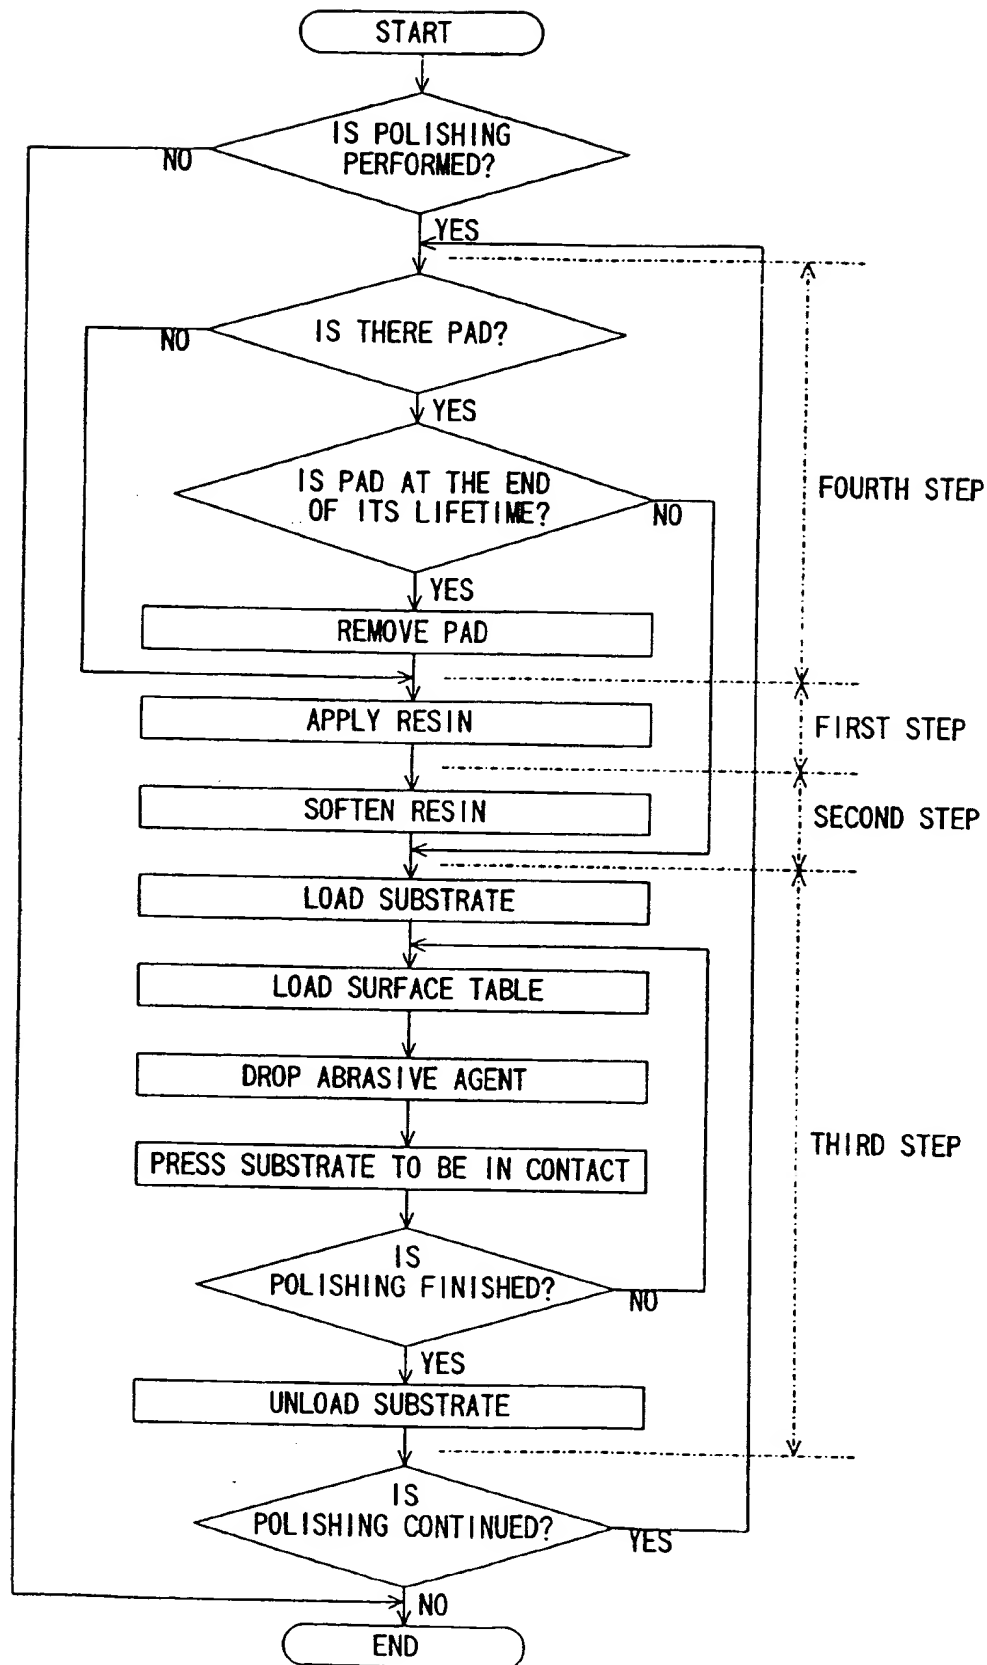 START
IS POLISHING
PERFORMED?
NO
YES
IS THERE PAD?
NO
YES
IS PAD AT THE END
OF ITS LIFETIME?
NO
FOURTH STEP
YES
REMOVE PAD
APPLY RESIN
FIRST STEP
SOFTEN RESIN
SECOND STEP
LOAD SUBSTRATE
LOAD SURFACE TABLE
DROP ABRASIVE AGENT
THIRD STEP
PRESS SUBSTRATE TO BE IN CONTACT
IS
POLISHING FINISHED?
NO
YES
UNLOAD SUBSTRATE
IS
POLISHING CONTINUED?
YES
NO
END